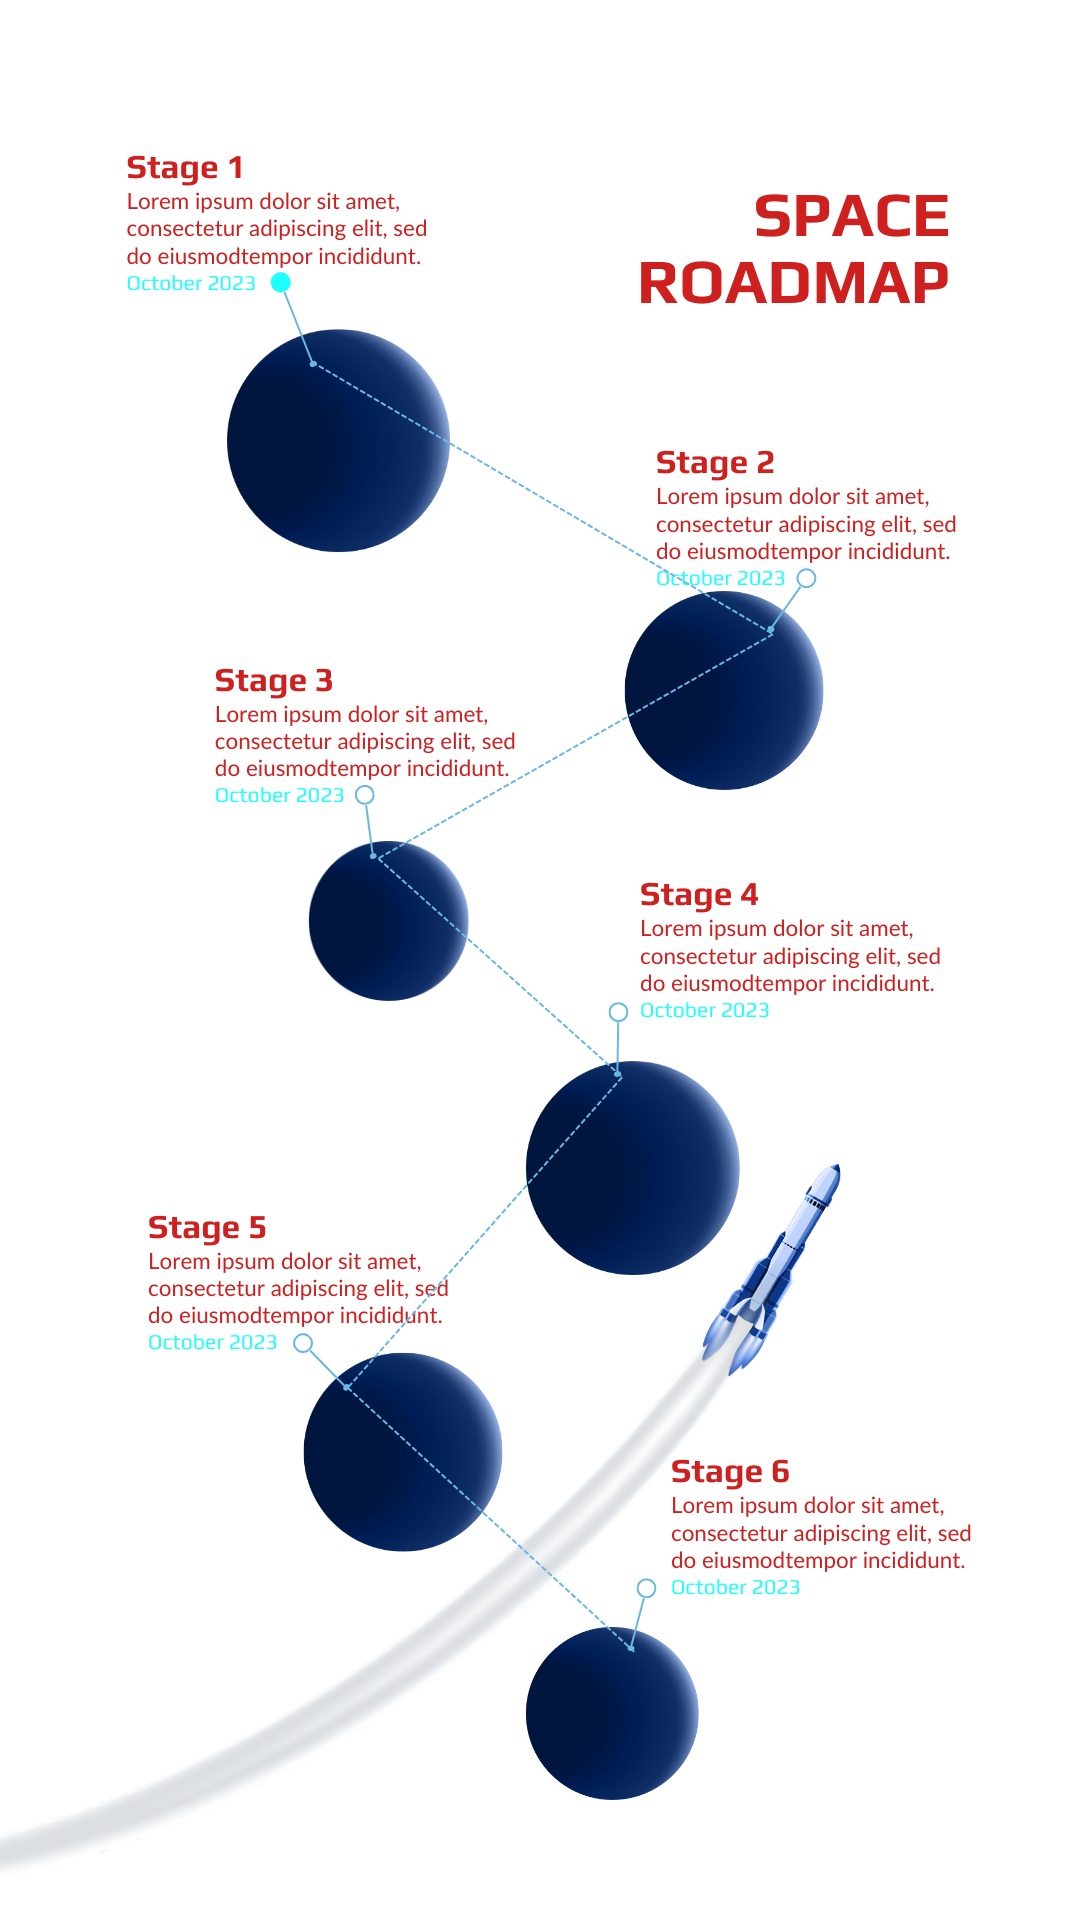 Stage 1
Lorem ipsum dolor sit amet,
consectetur adipiscing elit, sed
do eiusmodtempor incididunt.
October 2023
SPACE
ROADMAP
Stage 2
Lorem ipsum dolor sit amet,
consectetur adipiscing elit, sed
do eiusmodtempor incididunt.
October 2023
Stage 3
Lorem ipsum dolor sit amet,
consectetur adipiscing elit, sed
do eiusmodtempor incididunt.
October 2023
Stage 4
Lorem ipsum dolor sit amet,
consectetur adipiscing elit, sed
do eiusmodtempor incididunt.
October 2023
Stage 5
Lorem ipsum dolor sit amet,
consectetur adipiscing elit, sed
do eiusmodtempor incididunt.
October 2023
Stage 6
Lorem ipsum dolor sit amet,
consectetur adipiscing elit, sed
do eiusmodtempor incididunt.
October 2023